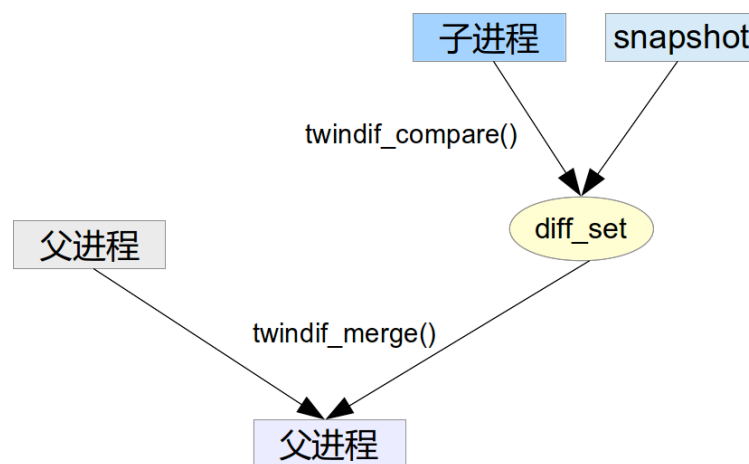 子进程
snapshot
twindif_compare()
diff_set
父进程
twindif_merge()
父进程